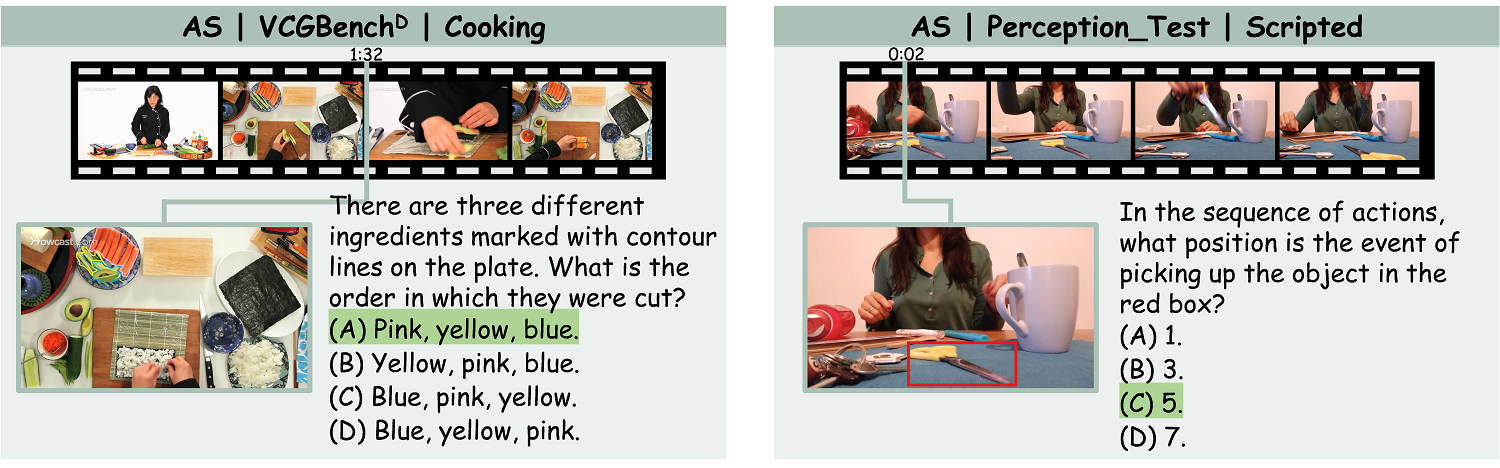 AS | VCGBenchᴰ | Cooking
1:32
Howcast.com
There are three different
ingredients marked with contour
lines on the plate. What is the
order in which they were cut?
(A) Pink, yellow, blue.
(B) Yellow, pink, blue.
(C) Blue, pink, yellow.
(D) Blue, yellow, pink.
AS | Perception_Test | Scripted
0:02
In the sequence of actions,
what position is the event of
picking up the object in the
red box?
(A) 1.
(B) 3.
(C) 5.
(D) 7.